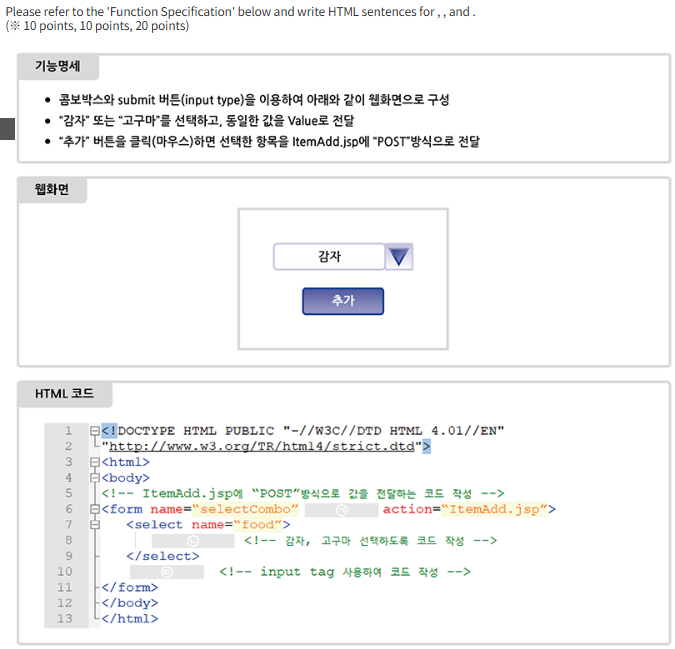 Please refer to the 'Function Specification' below and write HTML sentences for , , and .
(※ 10 points, 10 points, 20 points)
기능명세
• 콤보박스와 submit 버튼(input type)을 이용하여 아래와 같이 웹화면으로 구성
• “감자” 또는 “고구마”를 선택하고, 동일한 값을 Value로 전달
• “추가” 버튼을 클릭(마우스)하면 선택한 항목을 ItemAdd.jsp에 “POST”방식으로 전달
웹화면
감자
추가
HTML 코드
1 <!DOCTYPE HTML PUBLIC "-//W3C//DTD HTML 4.01//EN"
2 "http://www.w3.org/TR/html4/strict.dtd">
3 <html>
4 <body>
5 <!-- ItemAdd.jsp에 “POST”방식으로 값을 전달하는 코드 작성 -->
6 <form name=“selectCombo” ㉠ action=“ItemAdd.jsp”>
7 <select name=“food”>
8 ㉡ <!-- 감자, 고구마 선택하도록 코드 작성 -->
9 </select>
10 ㉢ <!-- input tag 사용하여 코드 작성 -->
11 </form>
12 </body>
13 </html>